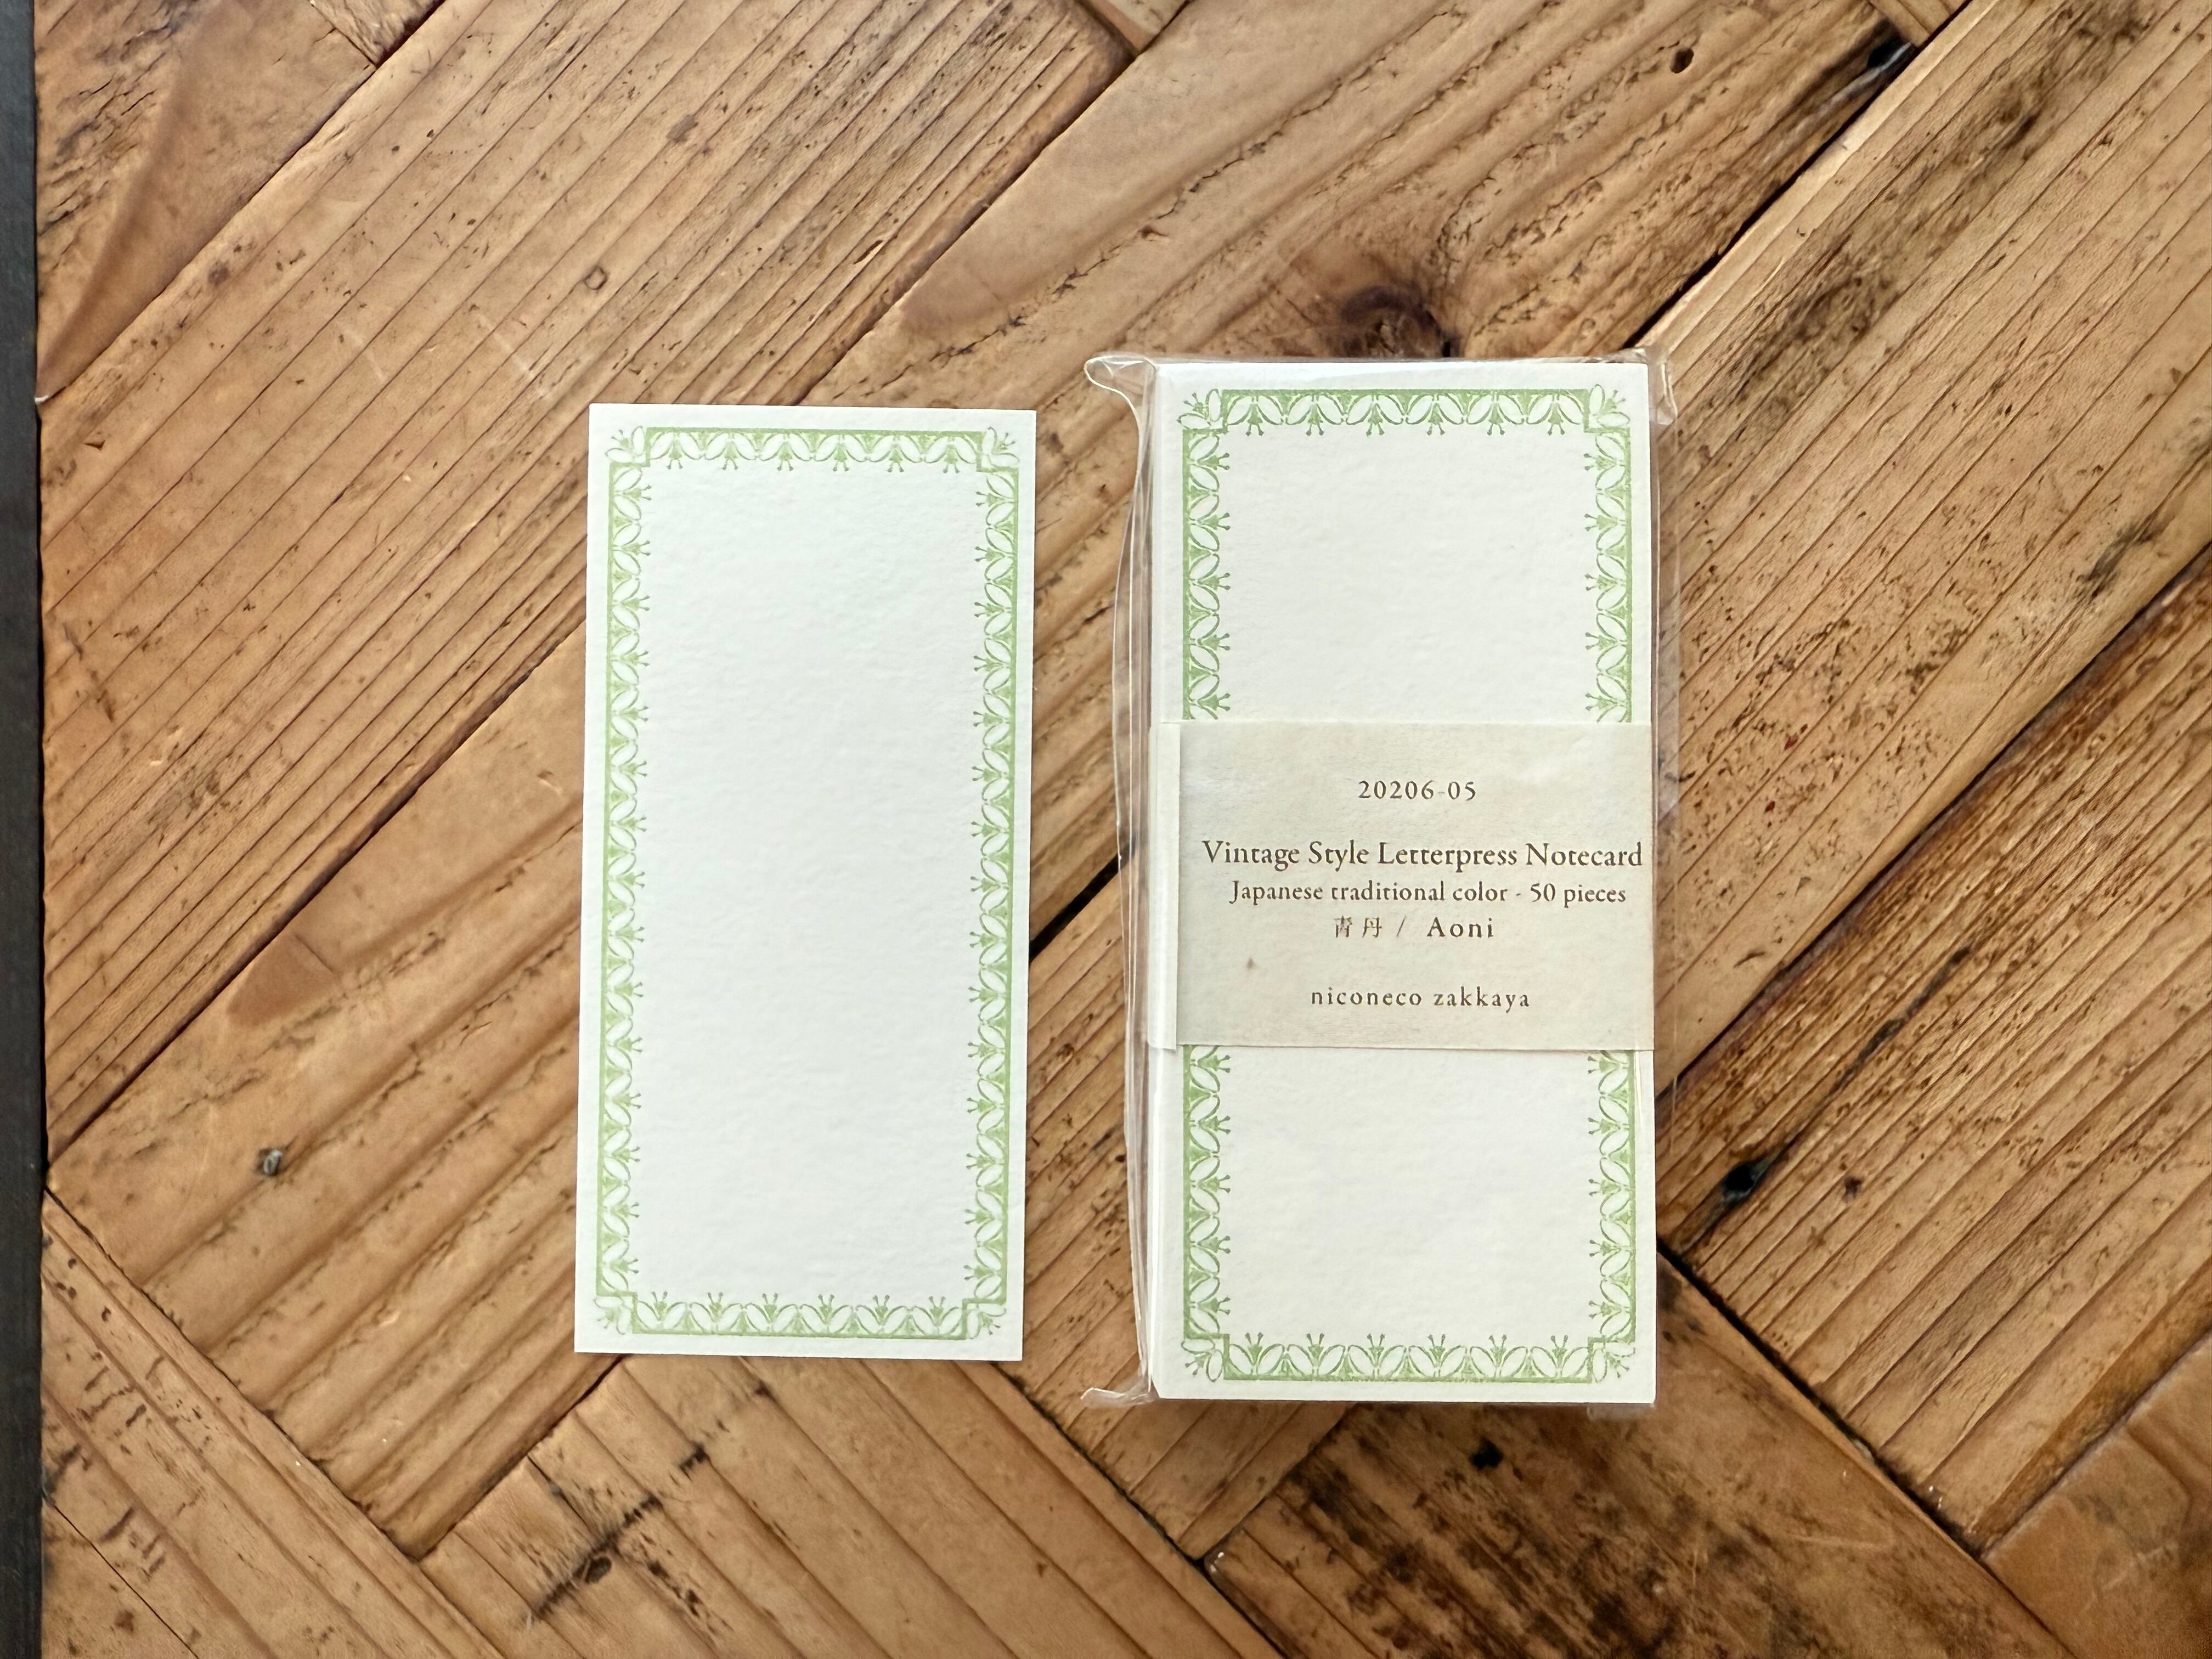 20206-05
Vintage Style Letterpress Notecard
Japanese traditional color - 50 pieces
青丹 / Aoni
niconeco zakkaya